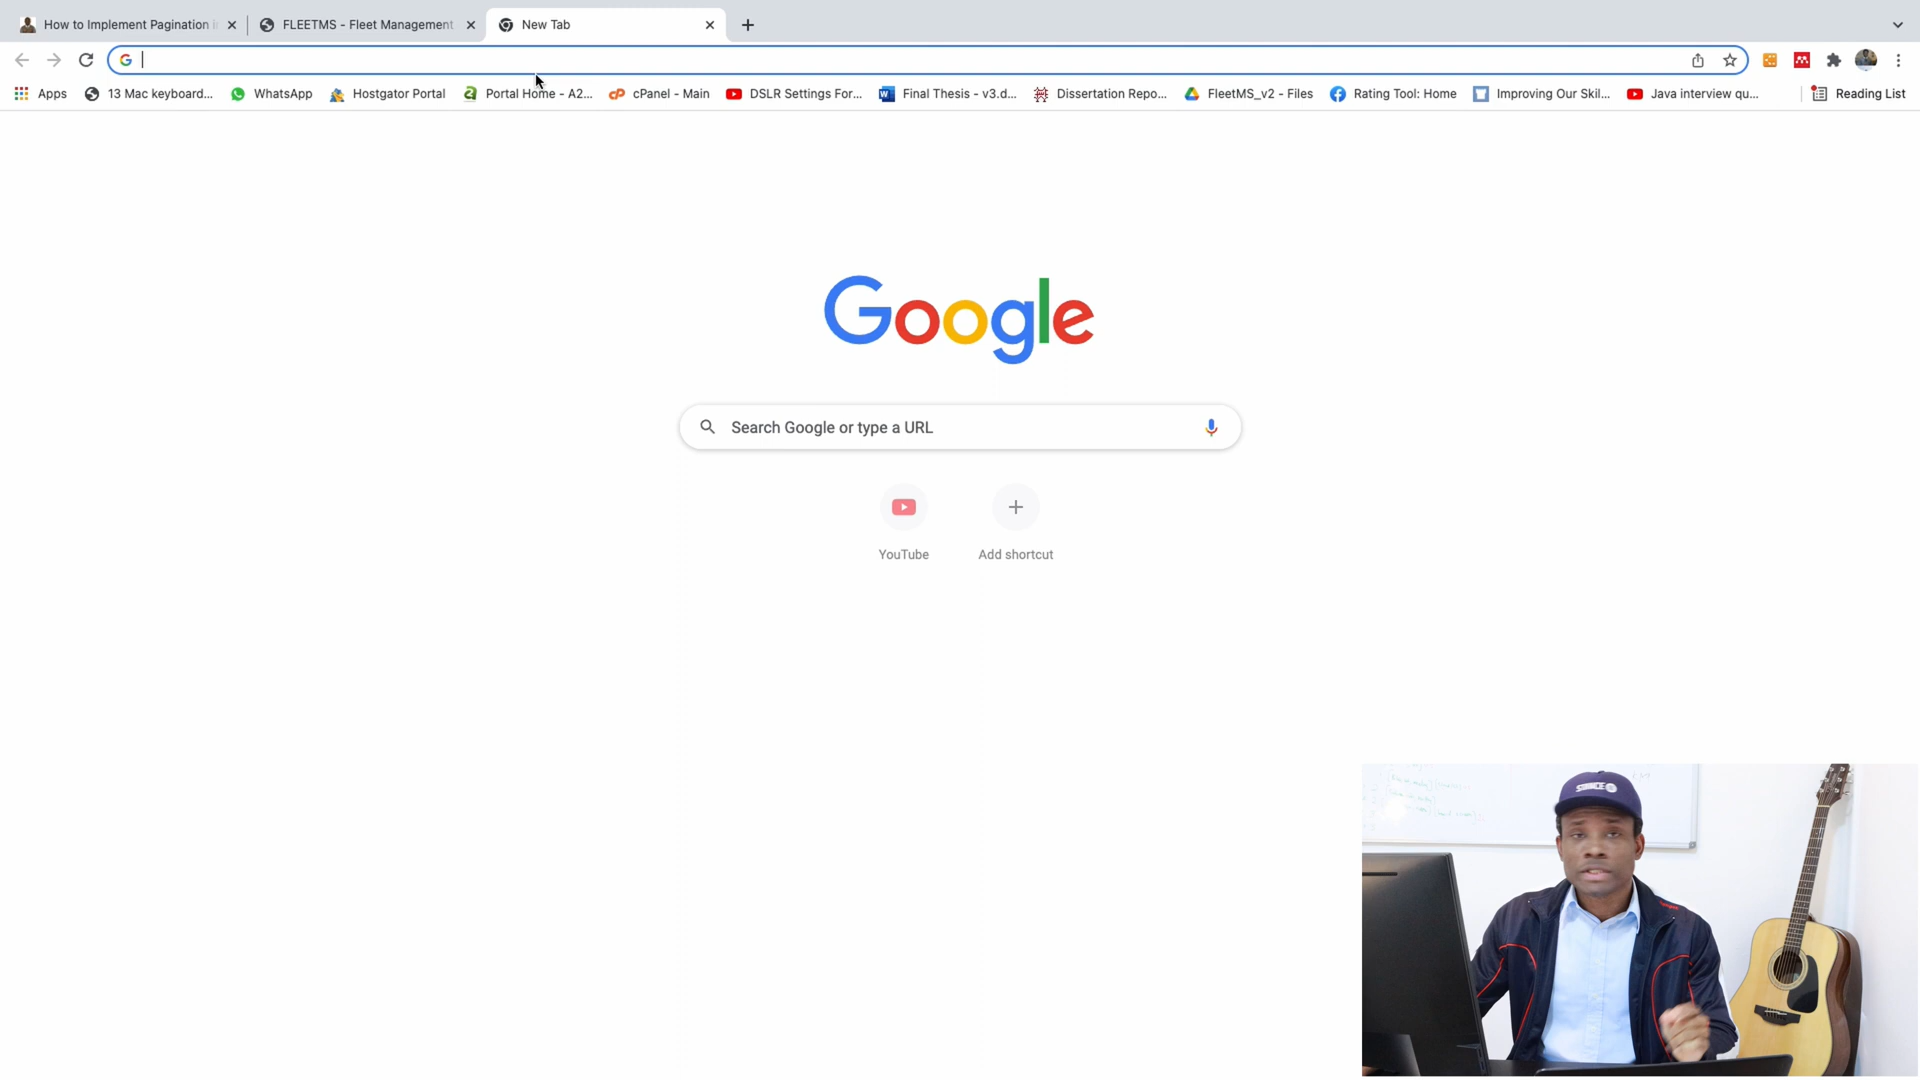 How to Implement Pagination i
FLEETMS - Fleet Management
New Tab
Apps
13 Mac keyboard...
WhatsApp
Hostgator Portal
Portal Home - A2...
cPanel - Main
DSLR Settings For...
Final Thesis - v3.d...
Dissertation Repo...
FleetMS_v2 - Files
Rating Tool: Home
Improving Our Skil...
Java interview qu...
Reading List
Google
Search Google or type a URL
YouTube
Add shortcut